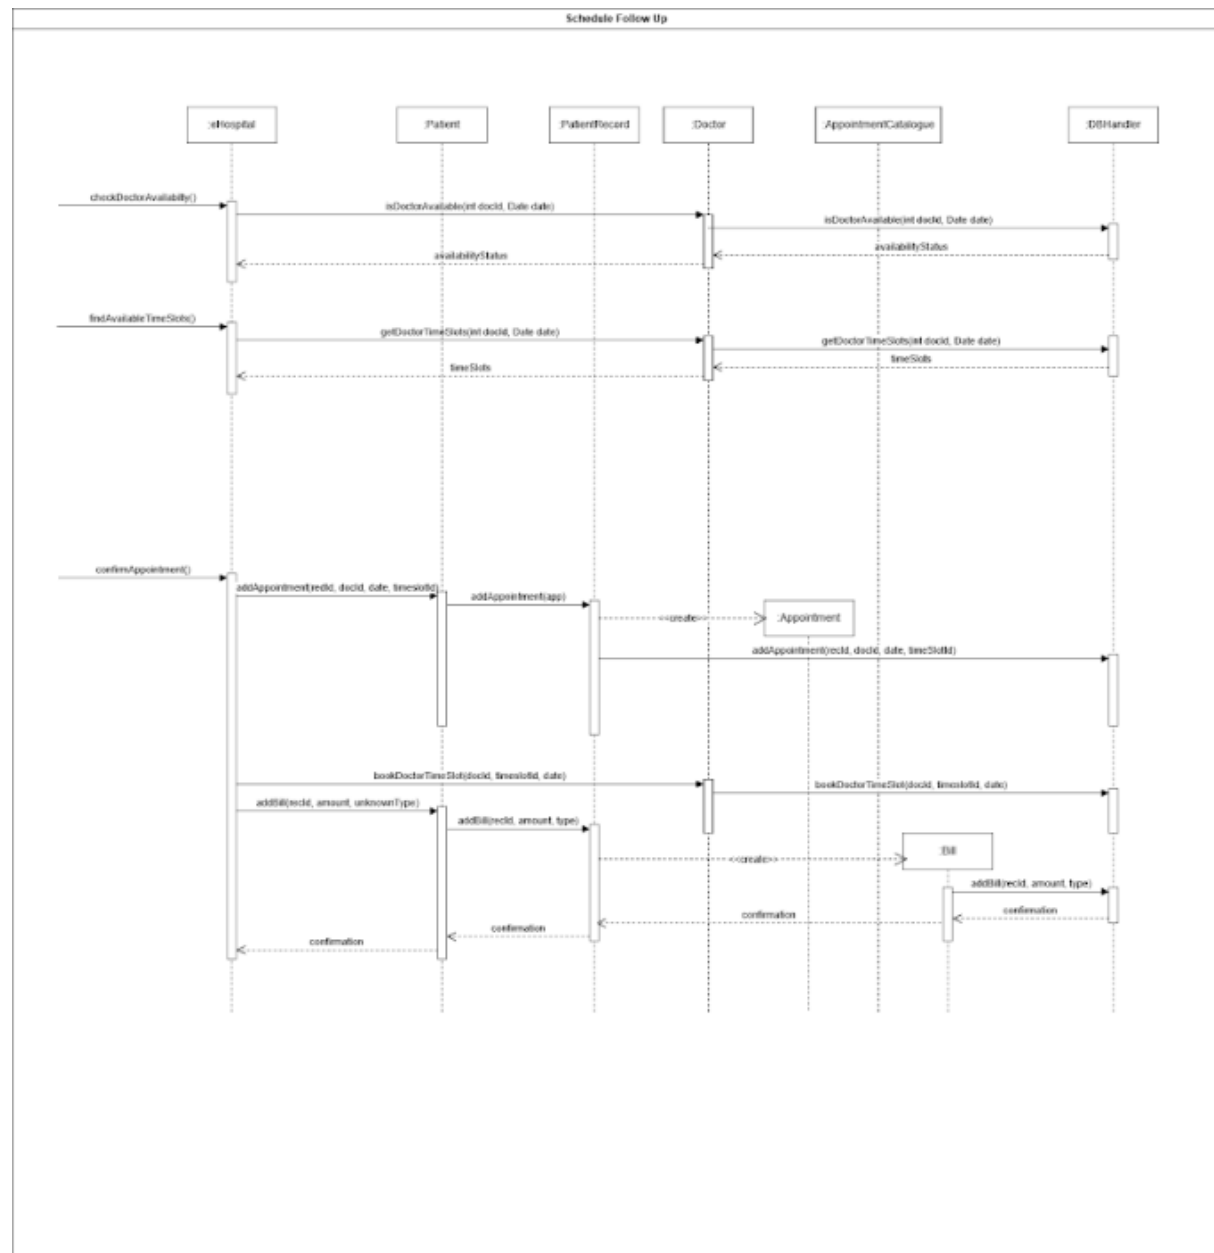 Schedule Follow Up
:eHospital
:Patient
:PatientRecord
:Doctor
:AppointmentCatalogue
:DBHandler
checkDoctorAvailability()
isDoctorAvailable(int docId, Date date)
isDoctorAvailable(int docId, Date date)
availabilityStatus
availabilityStatus
findAvailableTimeSlots()
getDoctorTimeSlots(int docId, Date date)
getDoctorTimeSlots(int docId, Date date)
timeSlots
timeSlots
confirmAppointment()
addAppointment(recId, docId, date, timeslotId)
addAppointment(app)
<<create>>
:Appointment
addAppointment(recId, docId, date, timeSlotId)
bookDoctorTimeSlot(docId, timeslotId, date)
bookDoctorTimeSlot(docId, timeslotId, date)
addBill(recId, amount, unknownType)
addBill(recId, amount, type)
<<create>>
:Bill
addBill(recId, amount, type)
confirmation
confirmation
confirmation
confirmation